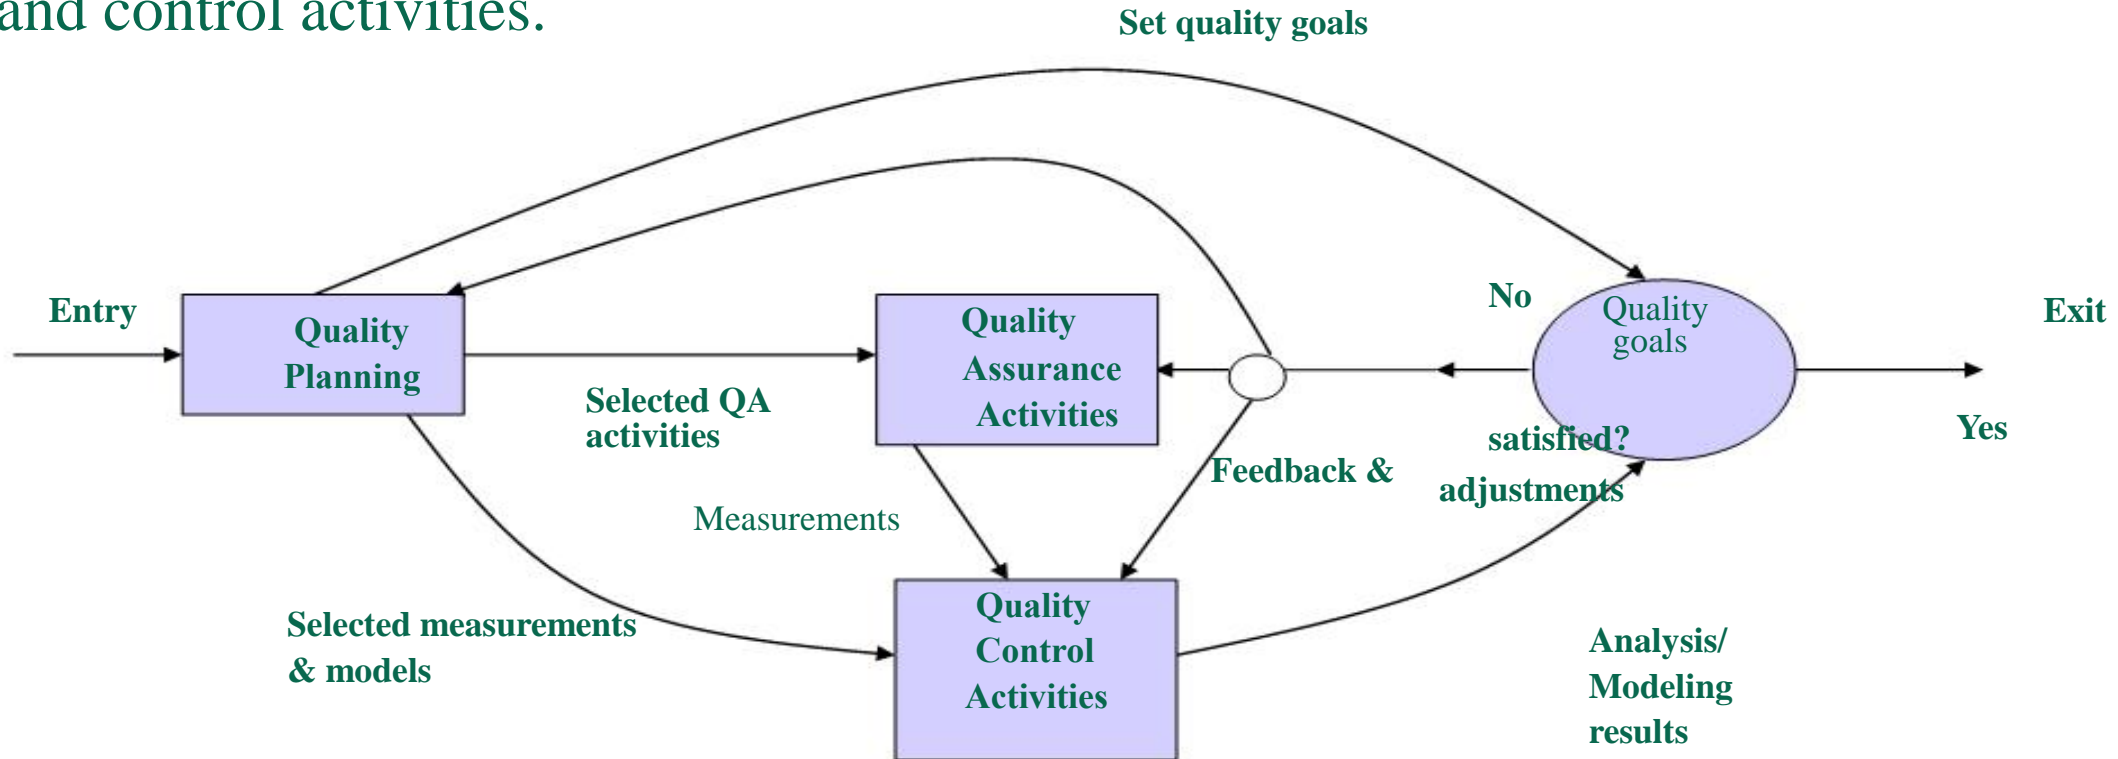 and control activities.
Set quality goals
Entry
Quality
Planning
Selected QA
activities
Quality
Assurance
Activities
No
Quality
goals
satisfied?
Exit
Yes
Feedback &
adjustments
Measurements
Selected measurements
& models
Quality
Control
Activities
Analysis/
Modeling
results